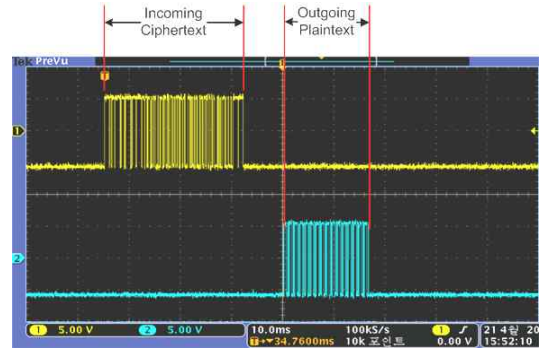 Incoming
Ciphertext
Outgoing
Plaintext
Tek PreVu
T
1
2
1 5.00 V 2 5.00 V
10.0ms 100kS/s 1
T→▼34.7600ms 10k 포인트 0.00 V
21 4월 20
15:52:10